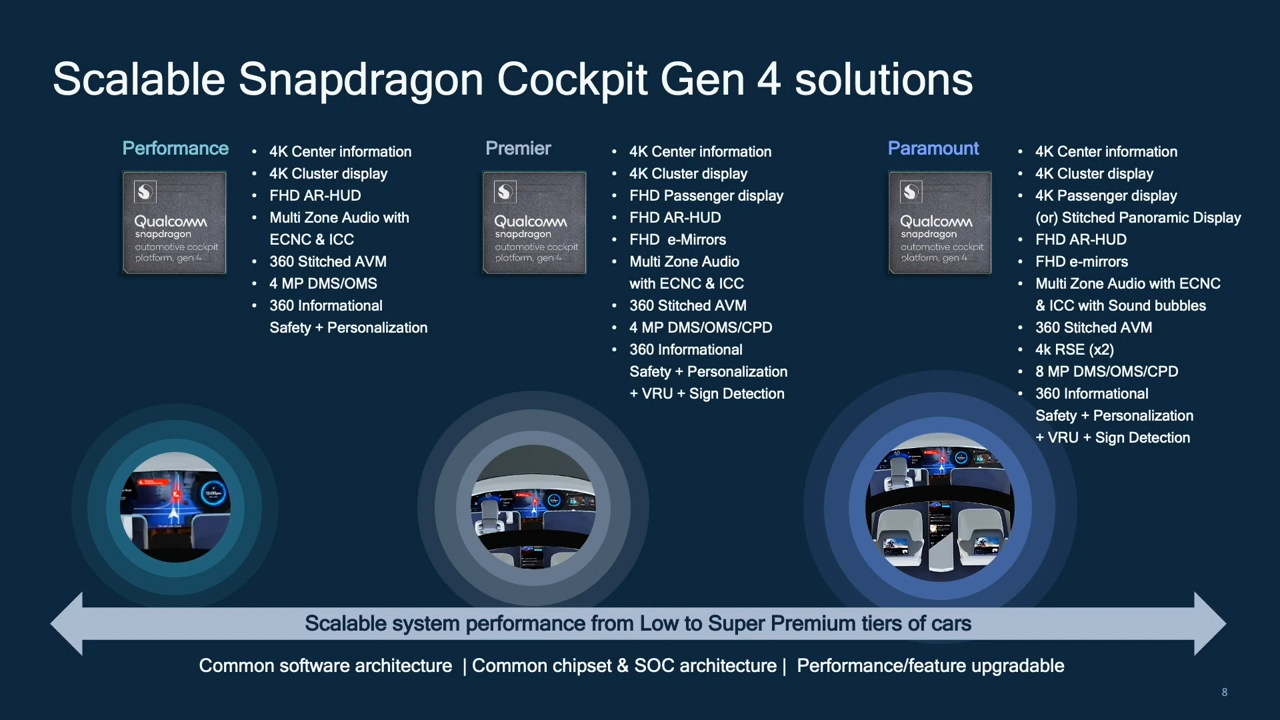 Scalable Snapdragon Cockpit Gen 4 solutions
Performance
Qualcomm
snapdragon
automotive cockpit
platform, gen 4
• 4K Center information
• 4K Cluster display
• FHD AR-HUD
• Multi Zone Audio with
ECNC & ICC
• 360 Stitched AVM
• 4 MP DMS/OMS
• 360 Informational
Safety + Personalization
Premier
Qualcomm
snapdragon
automotive cockpit
platform, gen 4
• 4K Center information
• 4K Cluster display
• FHD Passenger display
• FHD AR-HUD
• FHD  e-Mirrors
• Multi Zone Audio
with ECNC & ICC
• 360 Stitched AVM
• 4 MP DMS/OMS/CPD
• 360 Informational
Safety + Personalization
+ VRU + Sign Detection
Paramount
Qualcomm
snapdragon
automotive cockpit
platform, gen 4
• 4K Center information
• 4K Cluster display
• 4K Passenger display
(or) Stitched Panoramic Display
• FHD AR-HUD
• FHD e-mirrors
• Multi Zone Audio with ECNC
& ICC with Sound bubbles
• 360 Stitched AVM
• 4k RSE (x2)
• 8 MP DMS/OMS/CPD
• 360 Informational
Safety + Personalization
+ VRU + Sign Detection
Scalable system performance from Low to Super Premium tiers of cars
Common software architecture  | Common chipset & SOC architecture |  Performance/feature upgradable
8